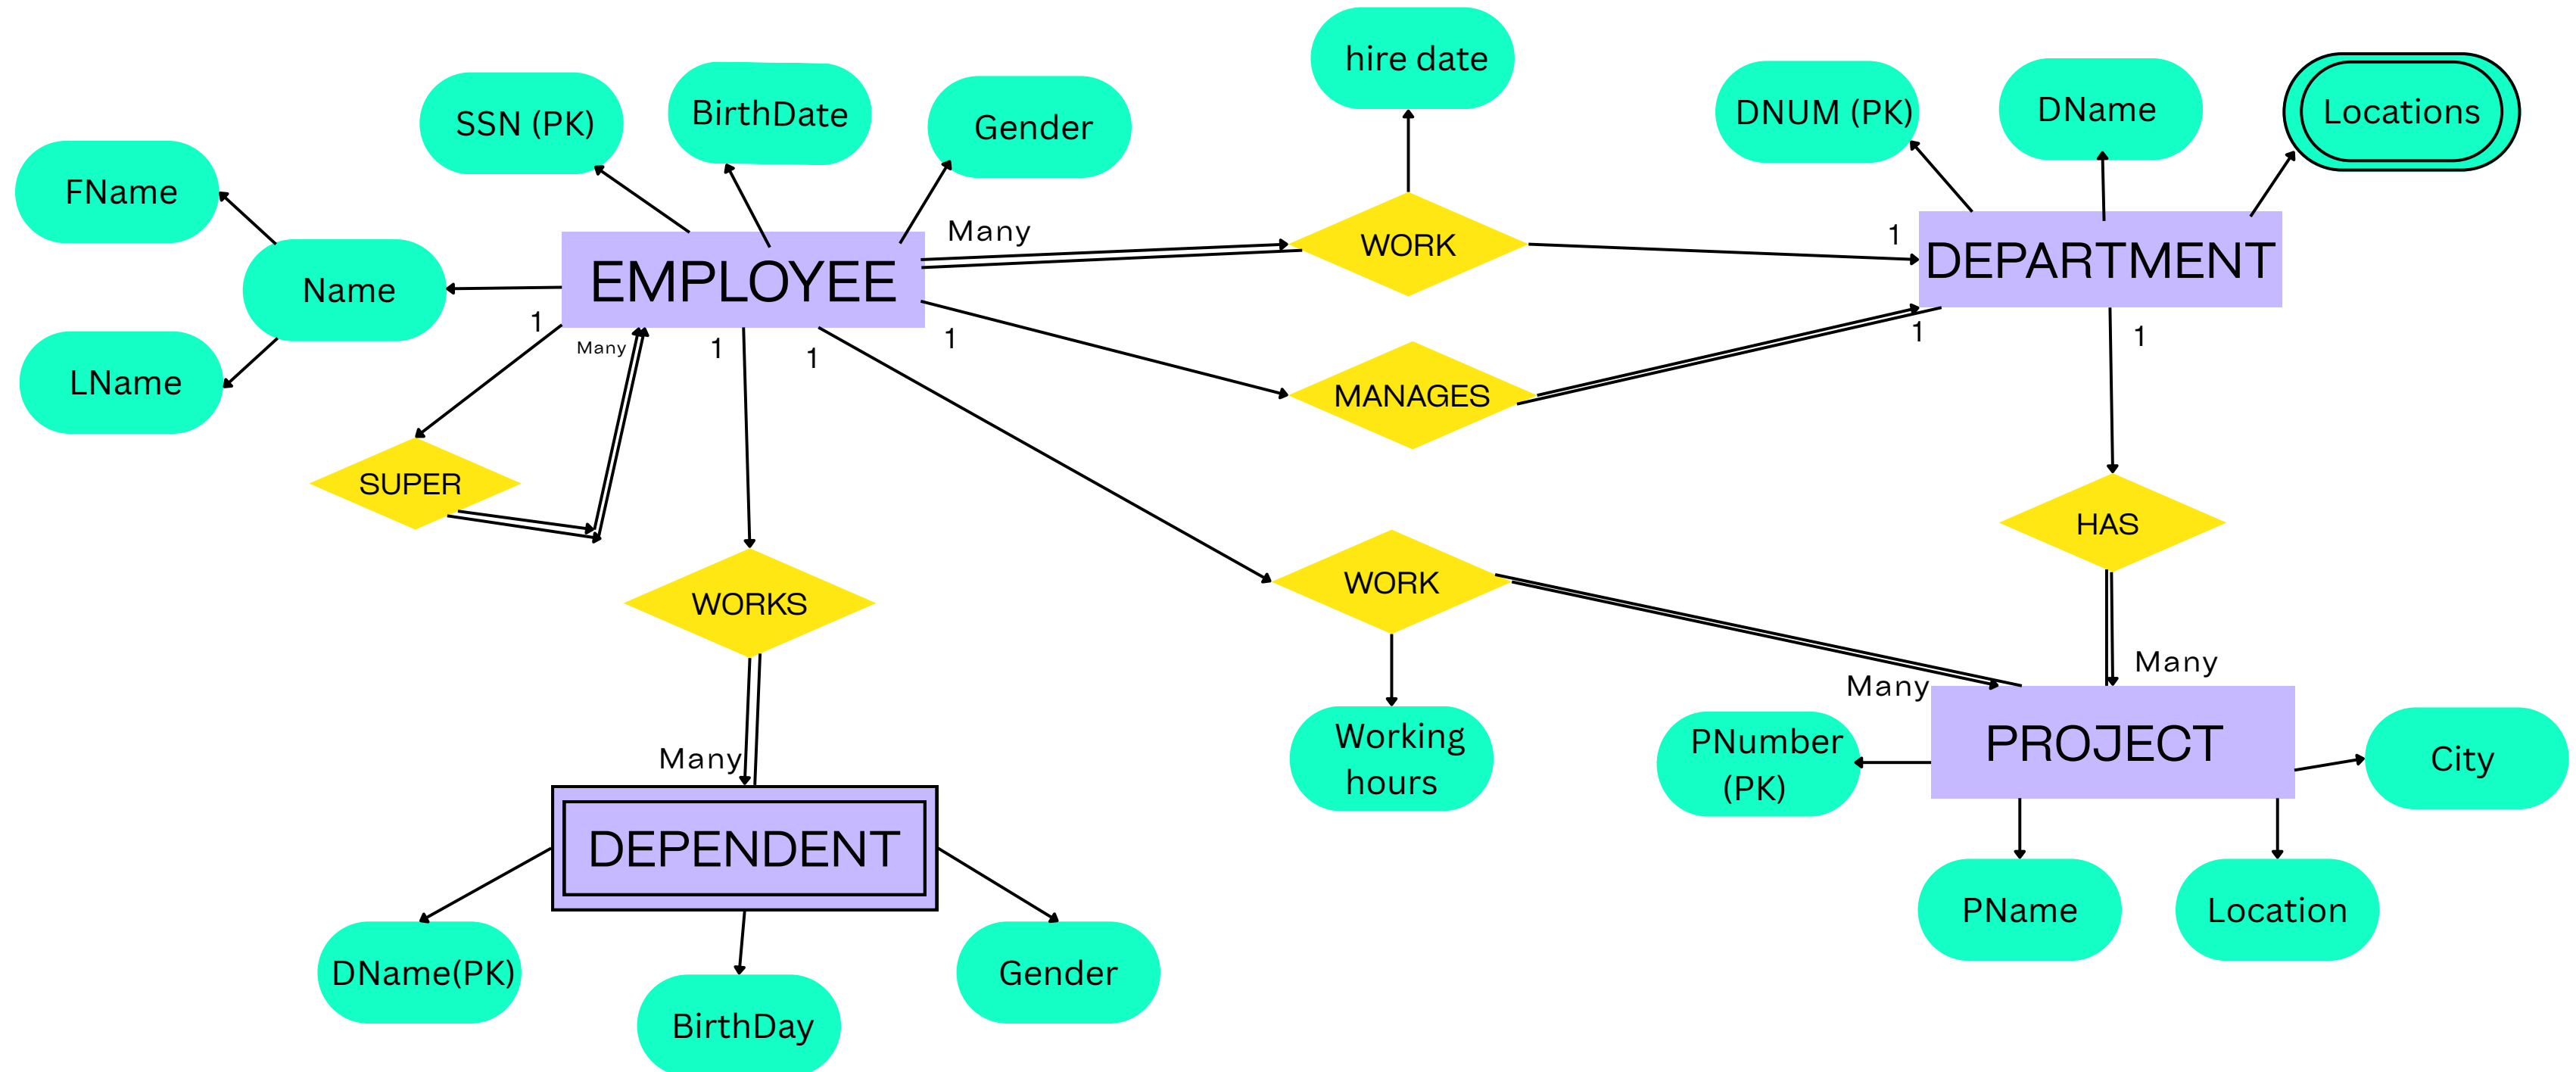 hire date
SSN (PK)
BirthDate
Gender
DNUM (PK)
DName
Locations
FName
Name
LName
EMPLOYEE
Many
WORK
1
DEPARTMENT
1
Many
1
1
1
MANAGES
1
1
SUPER
HAS
WORKS
WORK
Many
Many
Many
Working
hours
PNumber
(PK)
PROJECT
City
DEPENDENT
PName
Location
DName(PK)
BirthDay
Gender